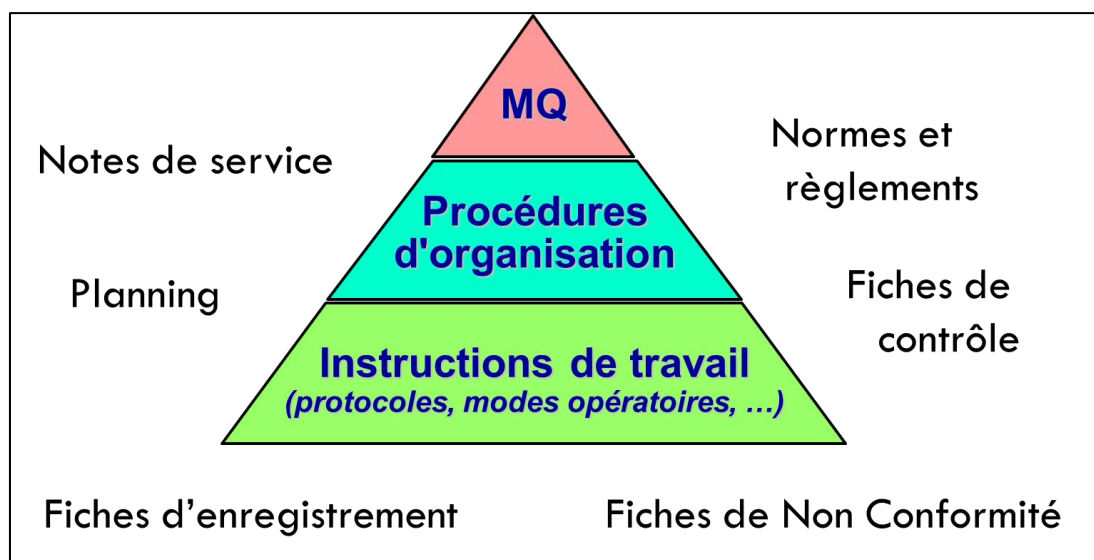 MQ
Normes et
règlements
Notes de service
Procédures
d'organisation
Planning
Fiches de
contrôle
Instructions de travail
(protocoles, modes opératoires, ...)
Fiches d’enregistrement
Fiches de Non Conformité